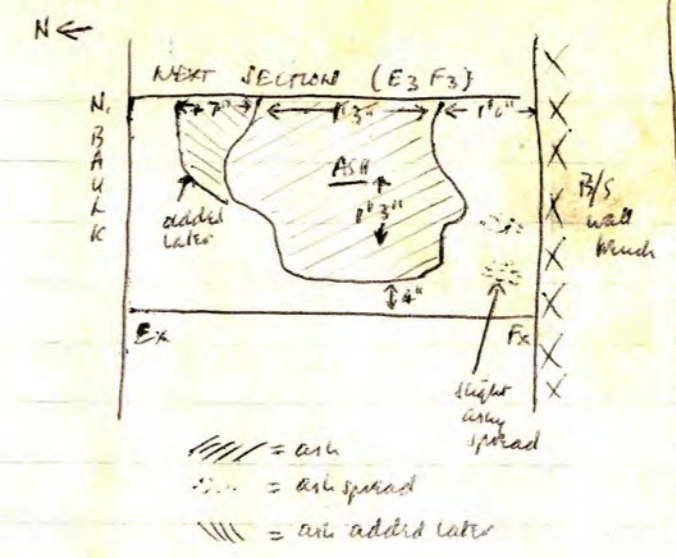 N ←
NEXT SECTION (E3 F3)
N. BAULK
7"
1' 3"
1' 6"
ASH
1' 3"
added
later
B/S
wall
trench
4"
Ex
Fx
slight
ashy
spread
= ash
= ash spread
= ash added later